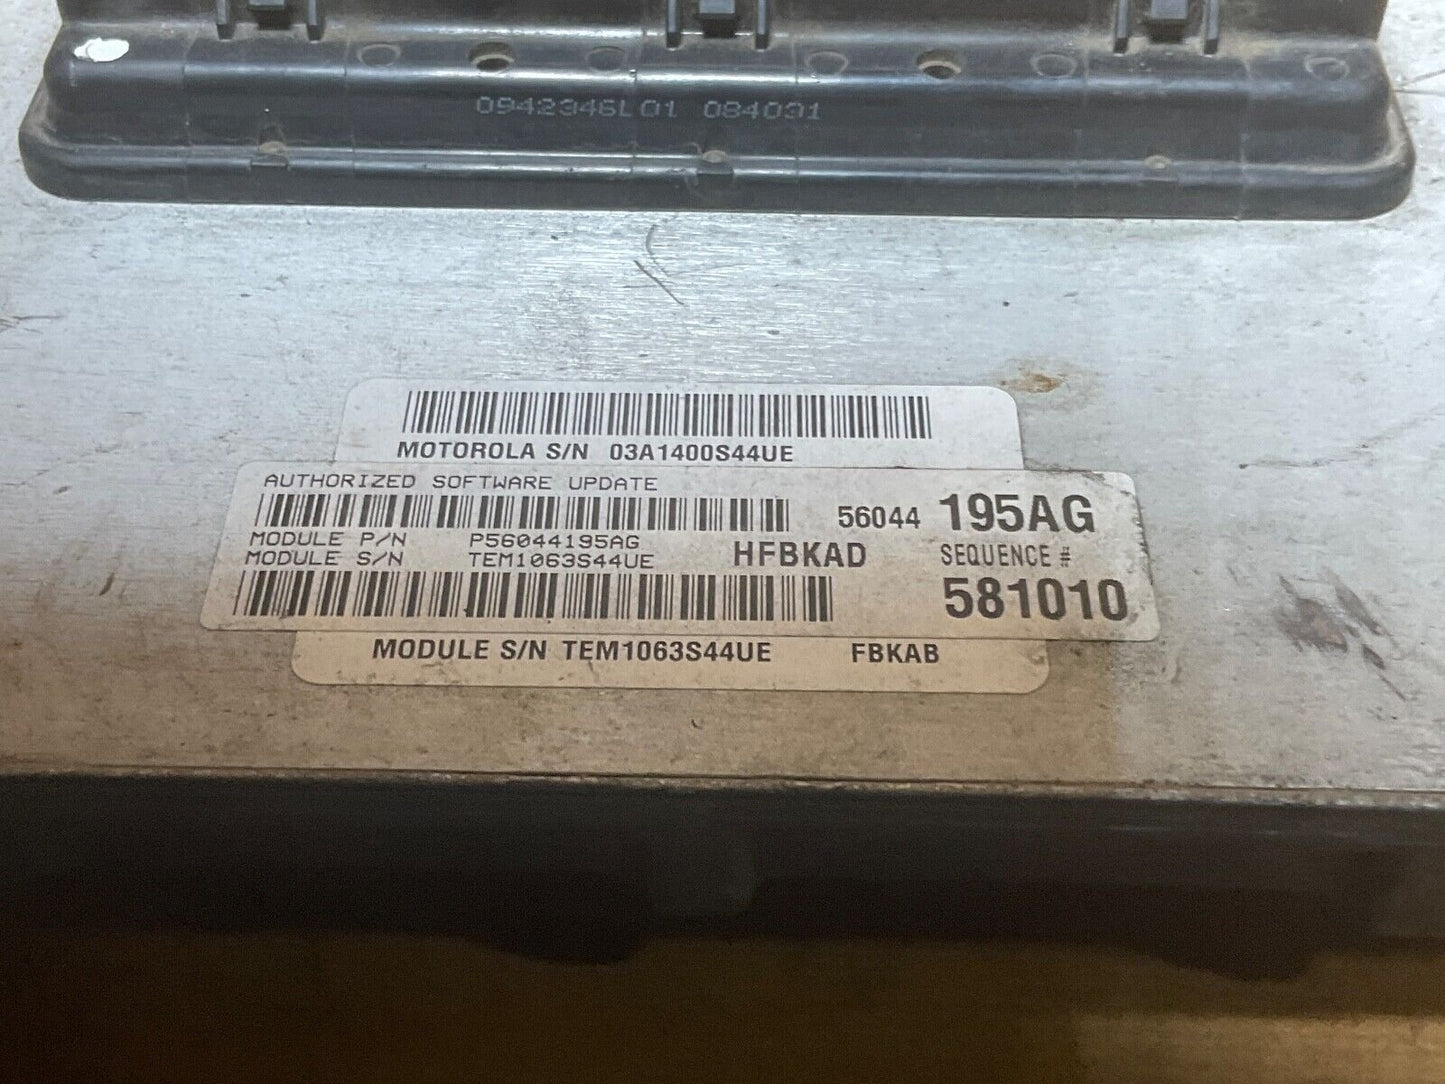 0942346L01 084031
MOTOROLA S/N 03A1400S44UE
AUTHORIZED SOFTWARE UPDATE
56044 195AG
MODULE P/N P56044195AG
MODULE S/N TEM1063S44UE
HFBKAD SEQUENCE #
581010
MODULE S/N TEM1063S44UE FBKAB